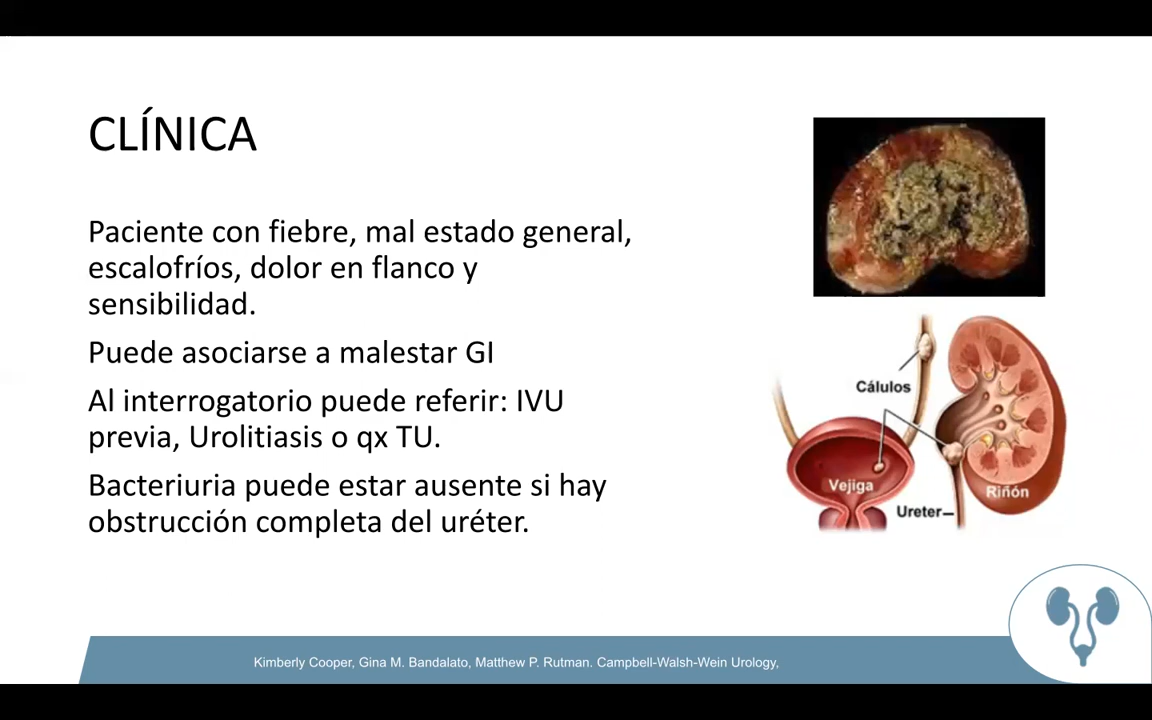 CLÍNICA
Paciente con fiebre, mal estado general,
escalofríos, dolor en flanco y
sensibilidad.
Puede asociarse a malestar GI
Al interrogatorio puede referir: IVU
previa, Urolitiasis o qx TU.
Bacteriuria puede estar ausente si hay
obstrucción completa del uréter.
Cálulos
Vejiga
Riñón
Ureter
Kimberly Cooper, Gina M. Bandalato, Matthew P. Rutman. Campbell-Walsh-Wein Urology,